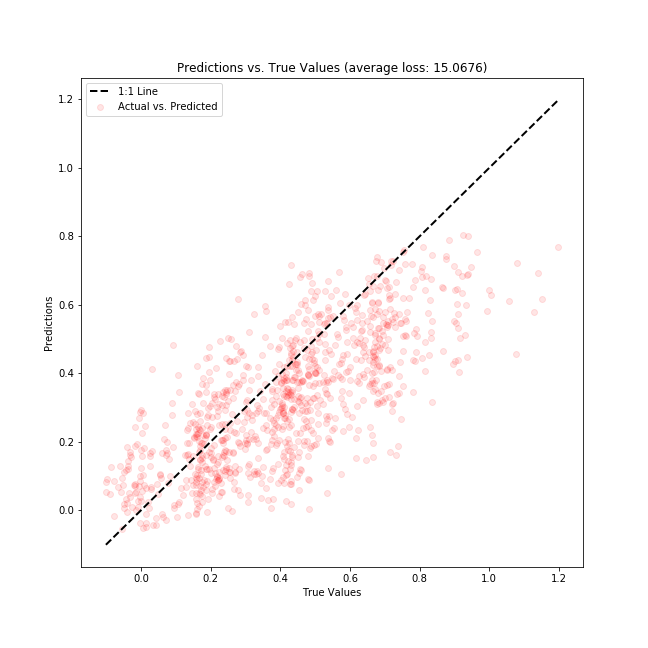 Predictions vs. True Values (average loss: 15.0676)
1:1 Line
Actual vs. Predicted
1.2
1.0
0.8
0.6
0.4
0.2
0.0
Predictions
0.0 0.2 0.4 0.6 0.8 1.0 1.2
True Values